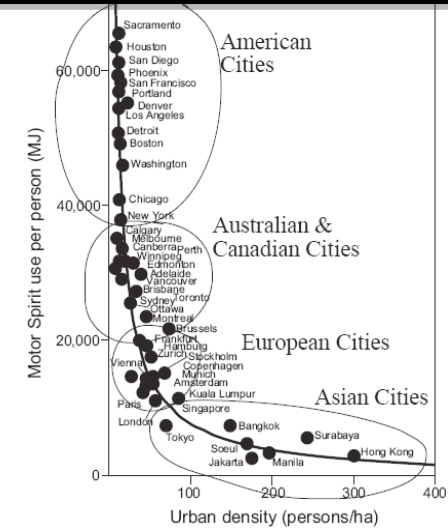 Sacramento
Houston
American
Cities
San Diego
Phoenix
60,000
San Francisco
Portland
Denver
Los Angeles
Detroit
Boston
Washington
Motor Spirit use per person (MJ)
Chicago
40,000
New York
Australian &
Canadian Cities
Calgary
Melbourne
Canberra
Perth
Winnipeg
Edmonton
Adelaide
Vancouver
Brisbane
Sydney
Toronto
Ottawa
Montreal
Brussels
20,000
Frankfurt
European Cities
Hamburg
Zurich
Stockholm
Vienna
Copenhagen
Munich
Amsterdam
Kuala Lumpur
Asian Cities
Paris
Singapore
London
Bangkok
Tokyo
Surabaya
Soeul
Hong Kong
Jakarta
Manila
0
100
200
300
400
Urban density (persons/ha)